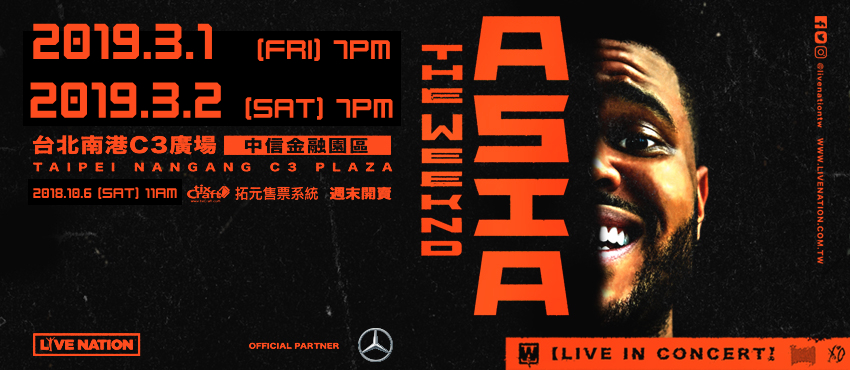 2019.3.1 (FRI) 7PM
2019.3.2 (SAT) 7PM
台北南港C3廣場 中信金融園區
TAIPEI NANGANG C3 PLAZA
2018.10.6 (SAT) 11AM tixCraft 拓元售票系統 週末開賣
LIVE NATION
OFFICIAL PARTNER
THE WEEKND
ASIA
@livenationtw WWW.LIVENATION.COM.TW
[LIVE IN CONCERT]
XO